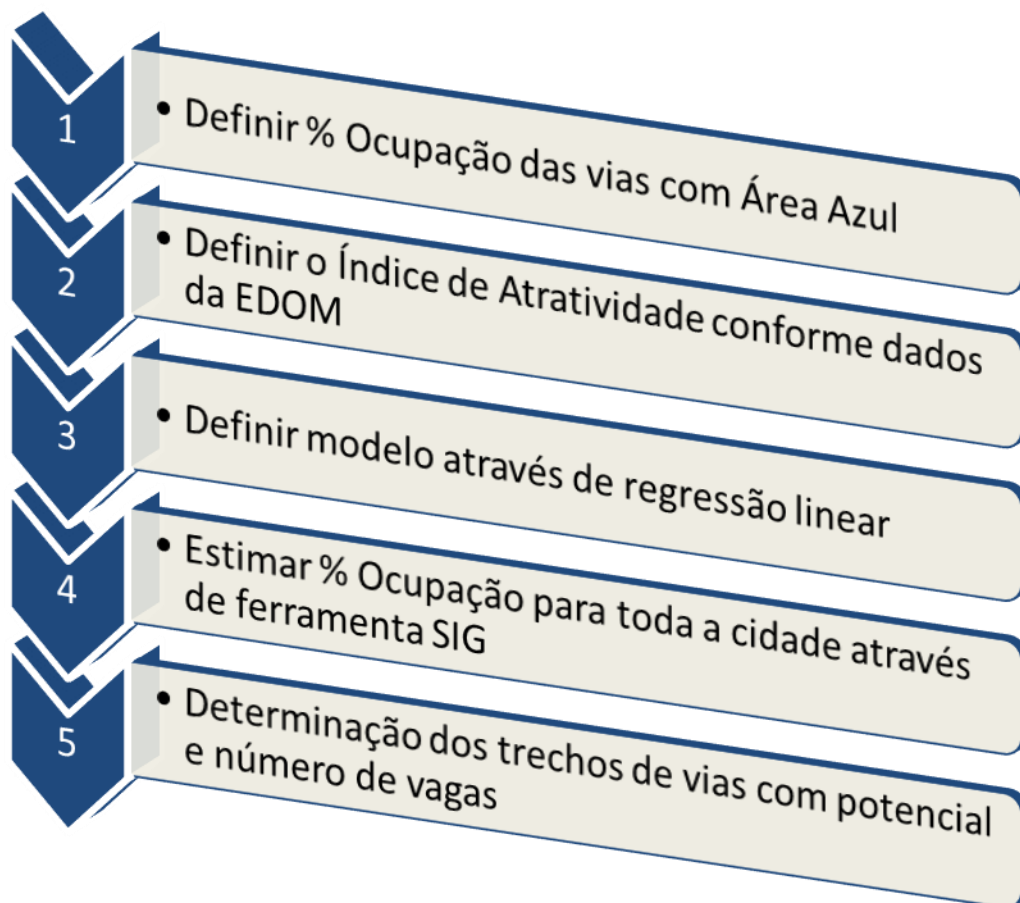 1
• Definir % Ocupação das vias com Área Azul
2
• Definir o Índice de Atratividade conforme dados
da EDOM
3
• Definir modelo através de regressão linear
4
• Estimar % Ocupação para toda a cidade através
de ferramenta SIG
5
• Determinação dos trechos de vias com potencial
e número de vagas